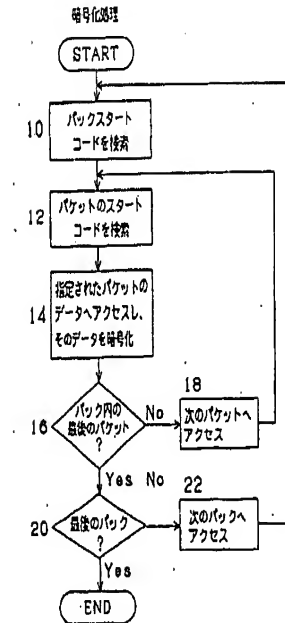 暗号化処理
START
10
パックスタート
コードを検索
12
パケットのスタート
コードを検索
14
指定されたパケットの
データへアクセスし、
そのデータを暗号化
16
パック内の
最後のパケット
?
No
18
次のパケットへ
アクセス
Yes
No
20
最後のパック
?
22
次のパックへ
アクセス
Yes
END